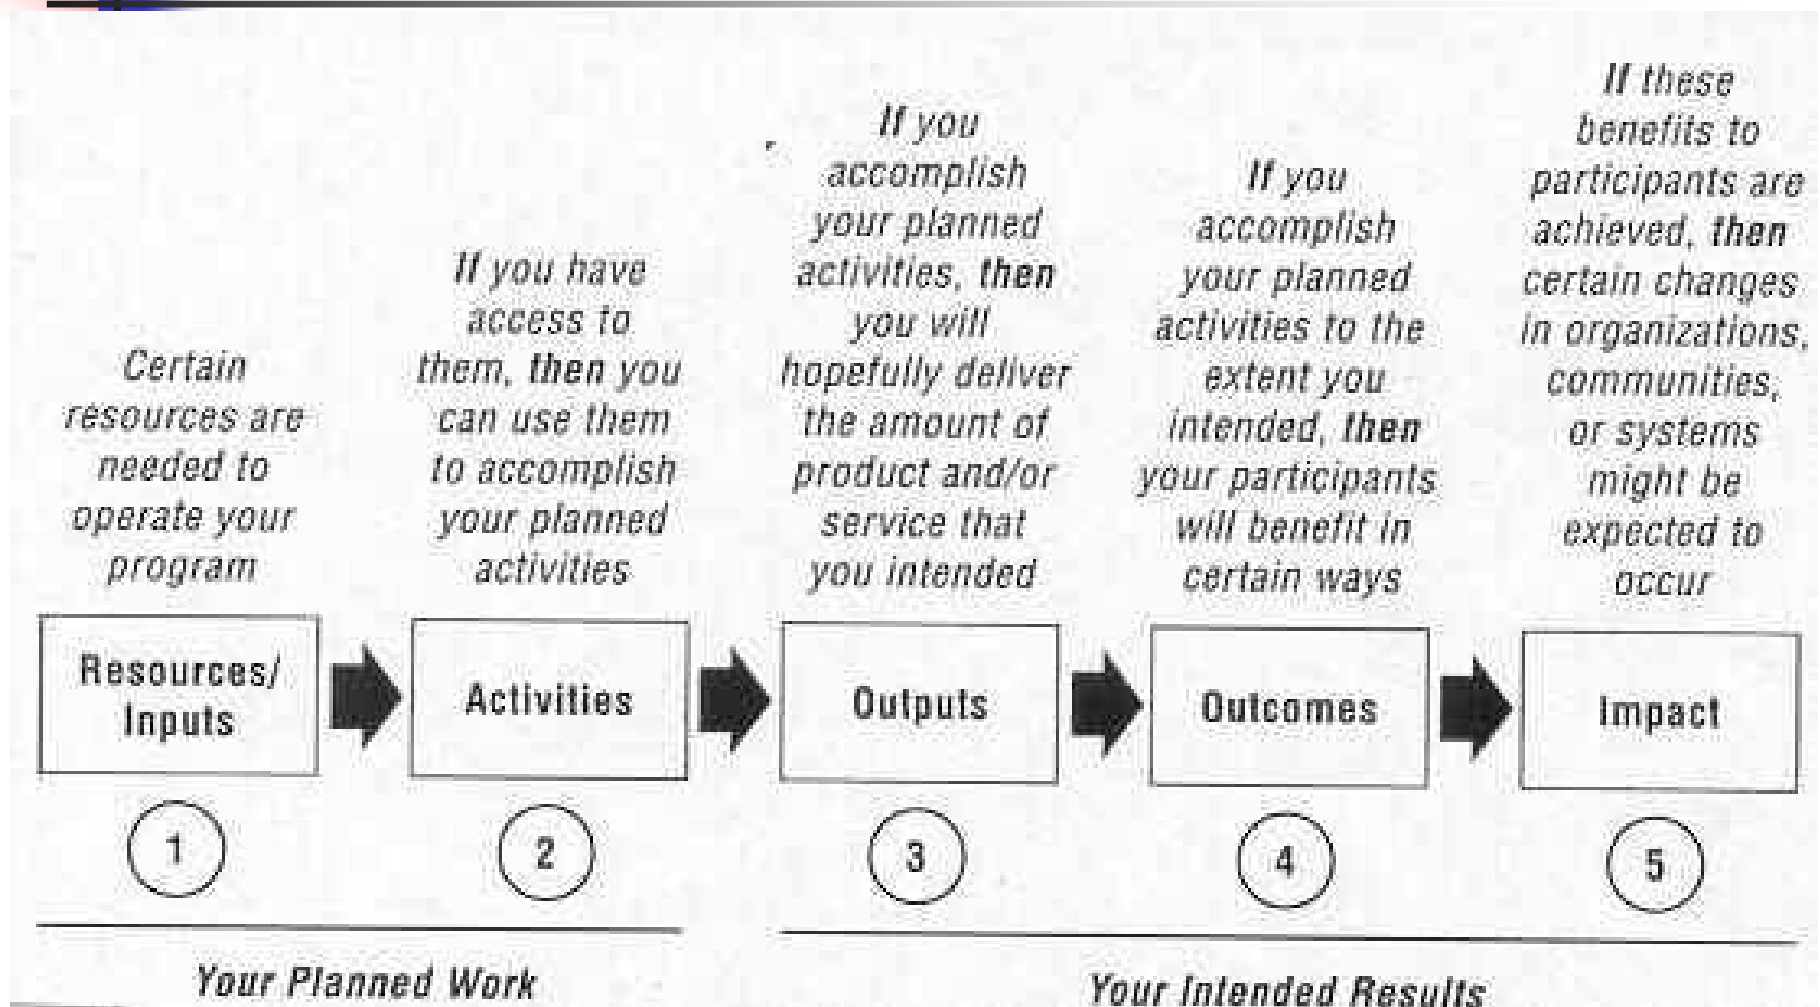 Certain
resources are
needed to
operate your
program
If you have
access to
them, then you
can use them
to accomplish
your planned
activities
If you
accomplish
your planned
activities, then
you will
hopefully deliver
the amount of
product and/or
service that
you intended
If you
accomplish
your planned
activities to the
extent you
intended, then
your participants
will benefit in
certain ways
If these
benefits to
participants are
achieved, then
certain changes
in organizations,
communities,
or systems
might be
expected to
occur
Resources/
Inputs
Activities
Outputs
Outcomes
Impact
1
2
3
4
5
Your Planned Work
Your Intended Results